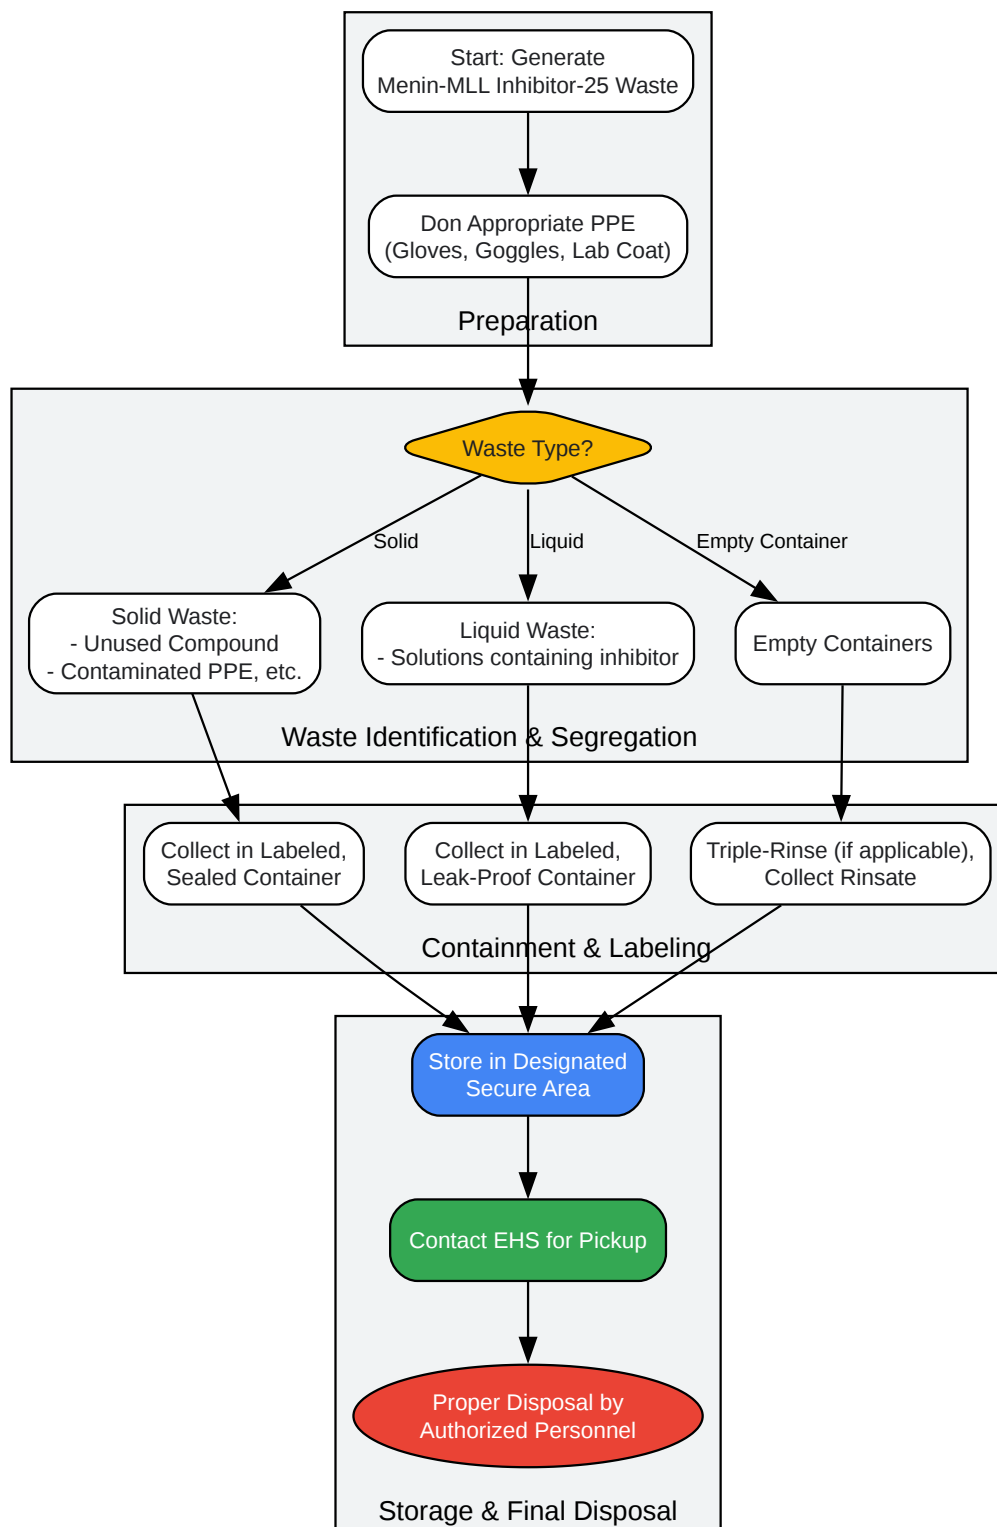 Start: Generate
Menin-MLL Inhibitor-25 Waste
Don Appropriate PPE
(Gloves, Goggles, Lab Coat)
Preparation
Waste Type?
Solid
Liquid
Empty Container
Solid Waste:
- Unused Compound
- Contaminated PPE, etc.
Liquid Waste:
- Solutions containing inhibitor
Empty Containers
Waste Identification & Segregation
Collect in Labeled,
Sealed Container
Collect in Labeled,
Leak-Proof Container
Triple-Rinse (if applicable),
Collect Rinsate
Containment & Labeling
Store in Designated
Secure Area
Contact EHS for Pickup
Proper Disposal by
Authorized Personnel
Storage & Final Disposal